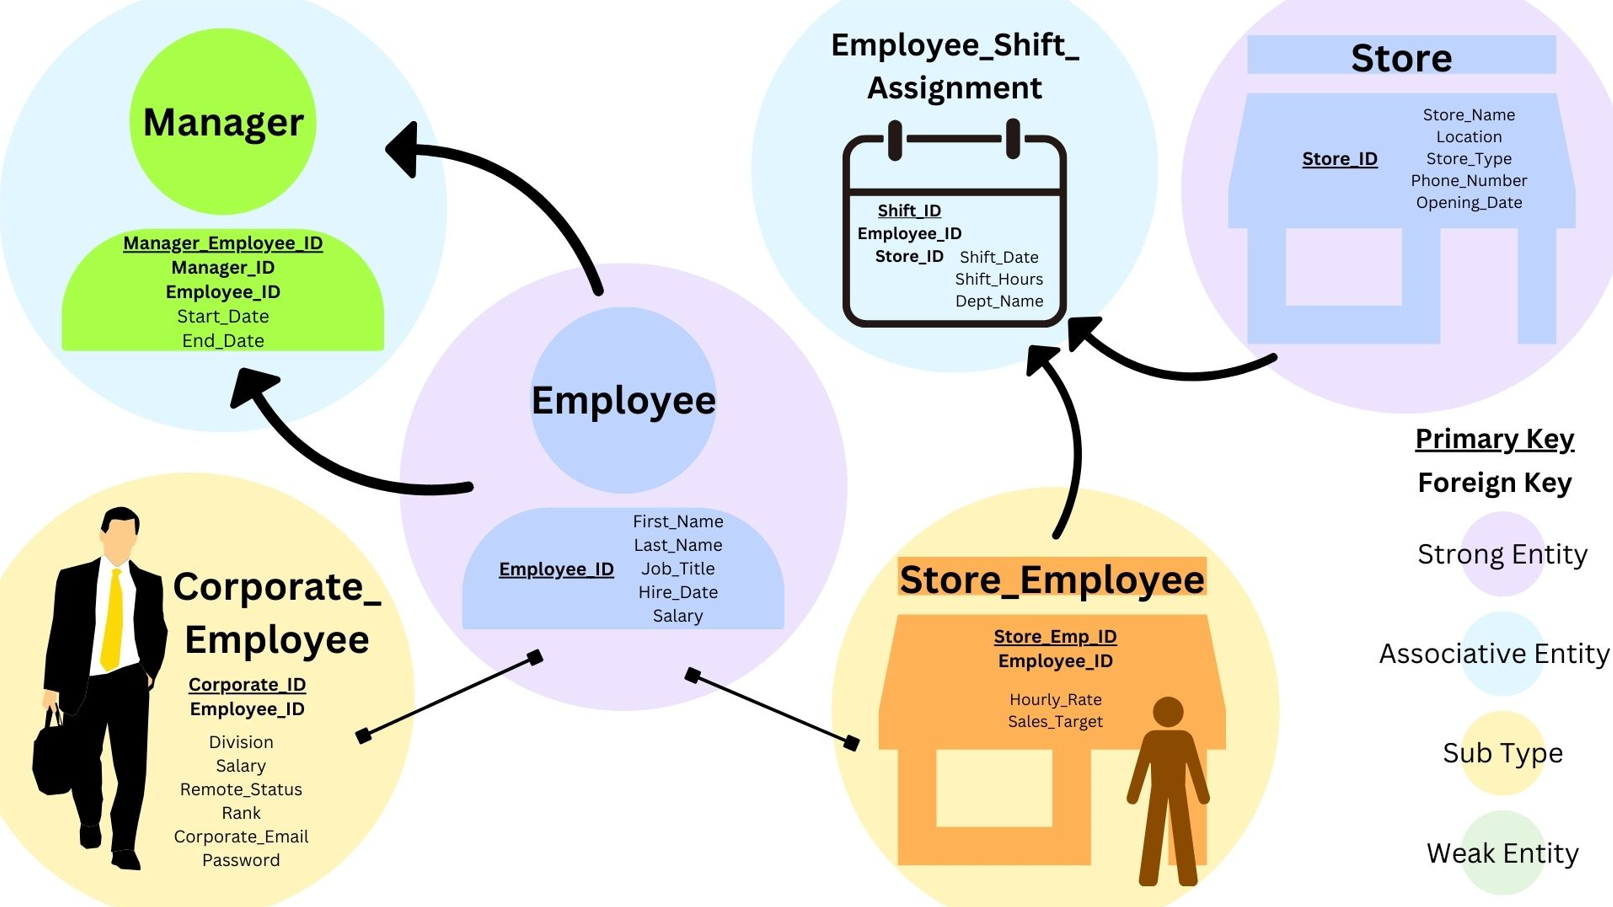 Manager
Manager_Employee_ID
Manager_ID
Employee_ID
Start_Date
End_Date
Employee_Shift_
Assignment
Shift_ID
Employee_ID
Store_ID
Shift_Date
Shift_Hours
Dept_Name
Store
Store_ID
Store_Name
Location
Store_Type
Phone_Number
Opening_Date
Employee
Employee_ID
First_Name
Last_Name
Job_Title
Hire_Date
Salary
Corporate_
Employee
Corporate_ID
Employee_ID
Division
Salary
Remote_Status
Rank
Corporate_Email
Password
Store_Employee
Store_Emp_ID
Employee_ID
Hourly_Rate
Sales_Target
Primary Key
Foreign Key
Strong Entity
Associative Entity
Sub Type
Weak Entity